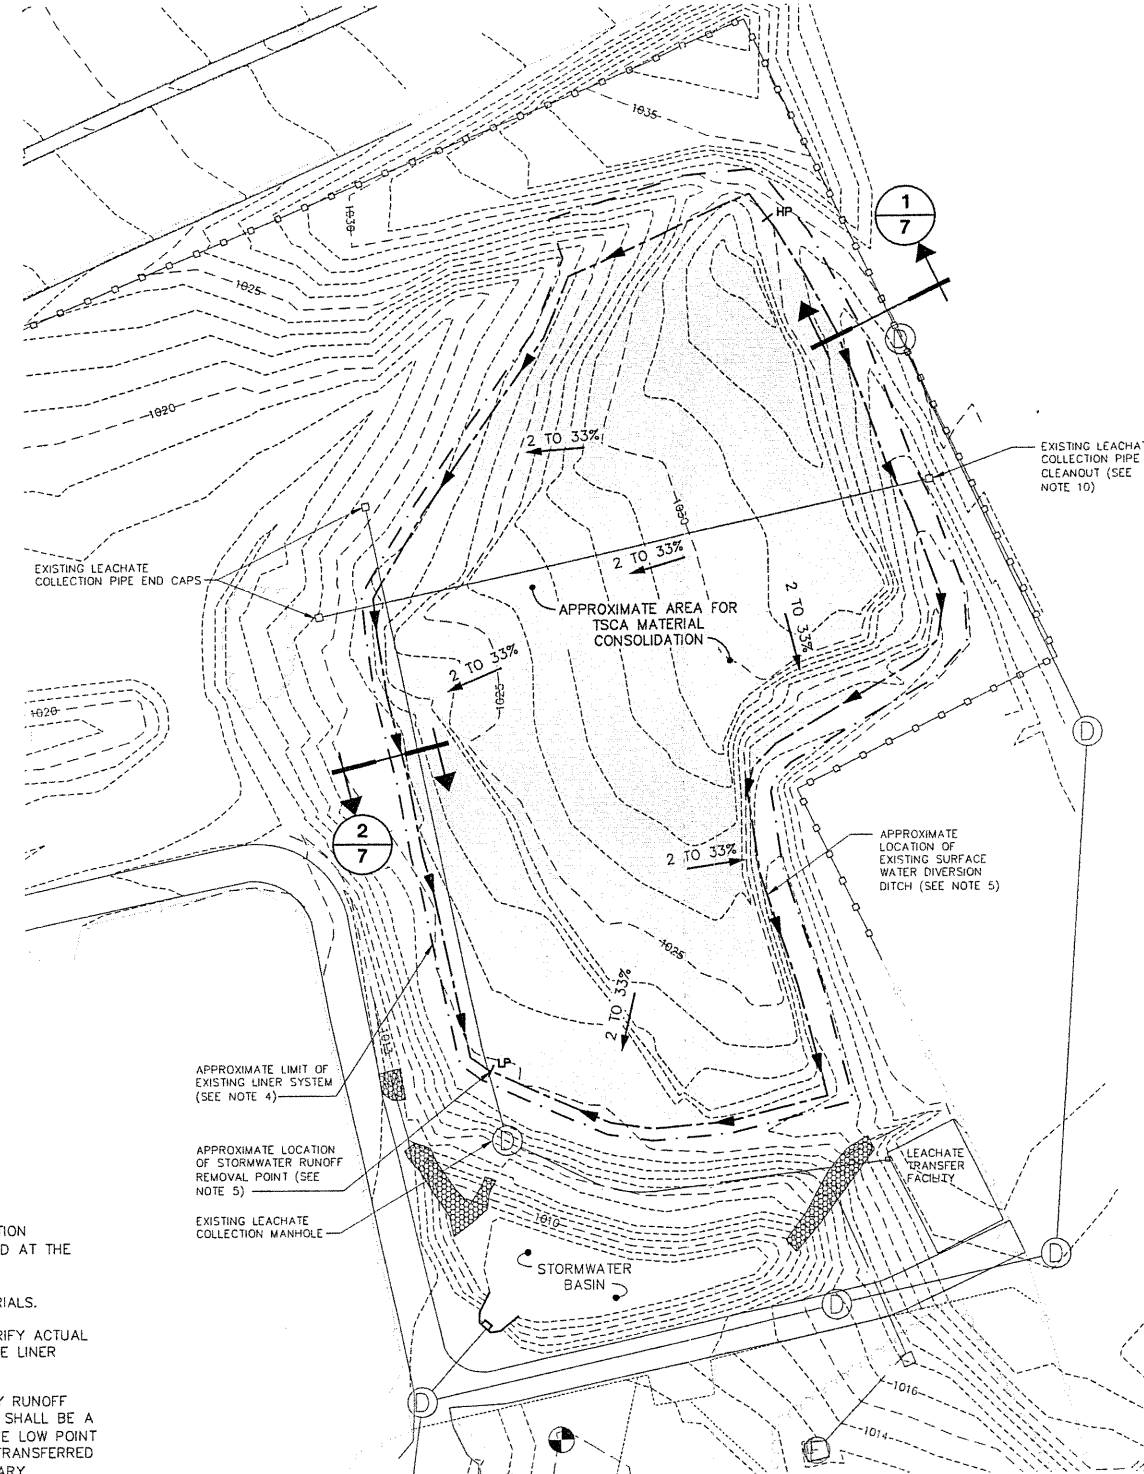 1035
HP
1
7
1030
1025
1020
2 TO 33%
EXISTING LEACHAT
COLLECTION PIPE
CLEANOUT (SEE
NOTE 10)
1030
2 TO 33%
EXISTING LEACHATE
COLLECTION PIPE END CAPS
APPROXIMATE AREA FOR
TSCA MATERIAL
CONSOLIDATION
2 TO 33%
2 TO 33%
1025
1020
D
D
2
7
2 TO 33%
APPROXIMATE
LOCATION OF
EXISTING SURFACE
WATER DIVERSION
DITCH (SEE NOTE 5)
1025
2 TO 33%
LP
APPROXIMATE LIMIT OF
EXISTING LINER SYSTEM
(SEE NOTE 4)
D
APPROXIMATE LOCATION
OF STORMWATER RUNOFF
REMOVAL POINT (SEE
NOTE 5)
LEACHATE
TRANSFER
FACILITY
EXISTING LEACHATE
COLLECTION MANHOLE
1010
STORMWATER
BASIN
D
D
D
1016
1014
E
TION
D AT THE
RIALS.
RIFY ACTUAL
E LINER
Y RUNOFF
SHALL BE A
E LOW POINT
TRANSFERRED
ARY